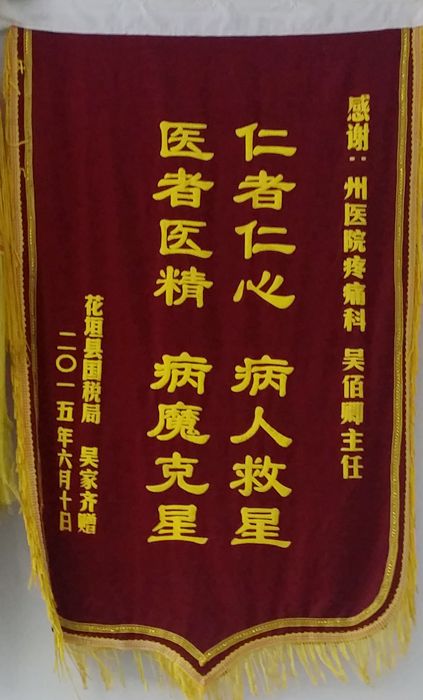 感谢：州医院疼痛科 吴佰卿主任
仁者仁心 病人救星
医者医精 病魔克星
花垣县国税局 吴家齐赠
二〇一五年六月十日